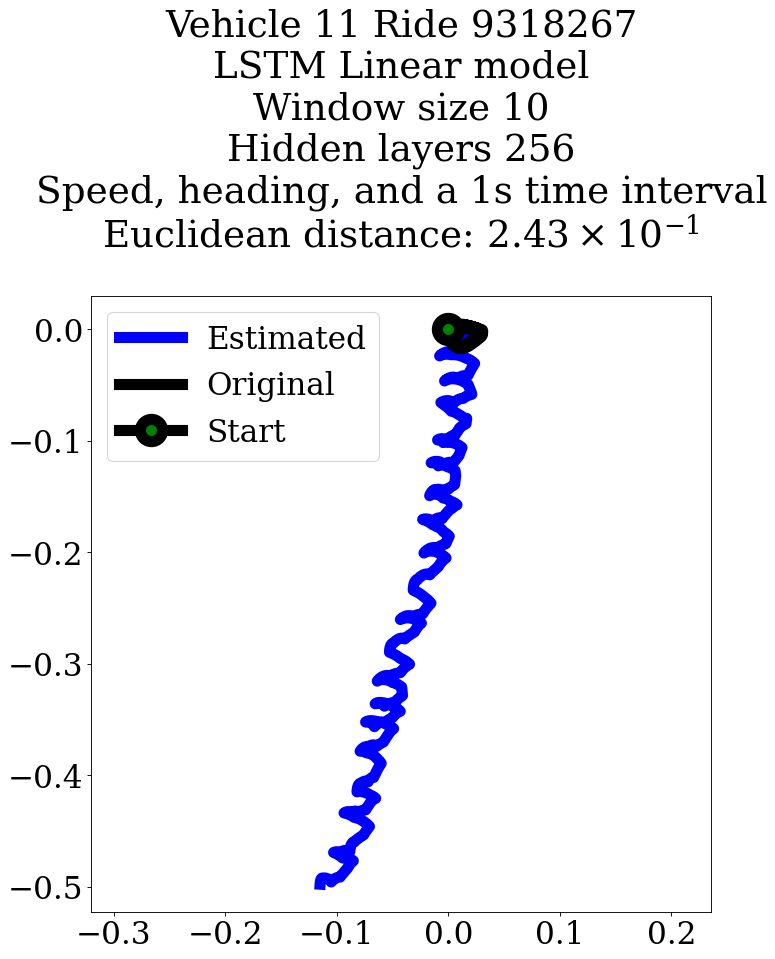 Vehicle 11 Ride 9318267
LSTM Linear model
Window size 10
Hidden layers 256
Speed, heading, and a 1s time interval
Euclidean distance: 2.43 × 10⁻¹
Estimated
Original
Start
0.0
−0.1
−0.2
−0.3
−0.4
−0.5
−0.3 −0.2 −0.1 0.0 0.1 0.2